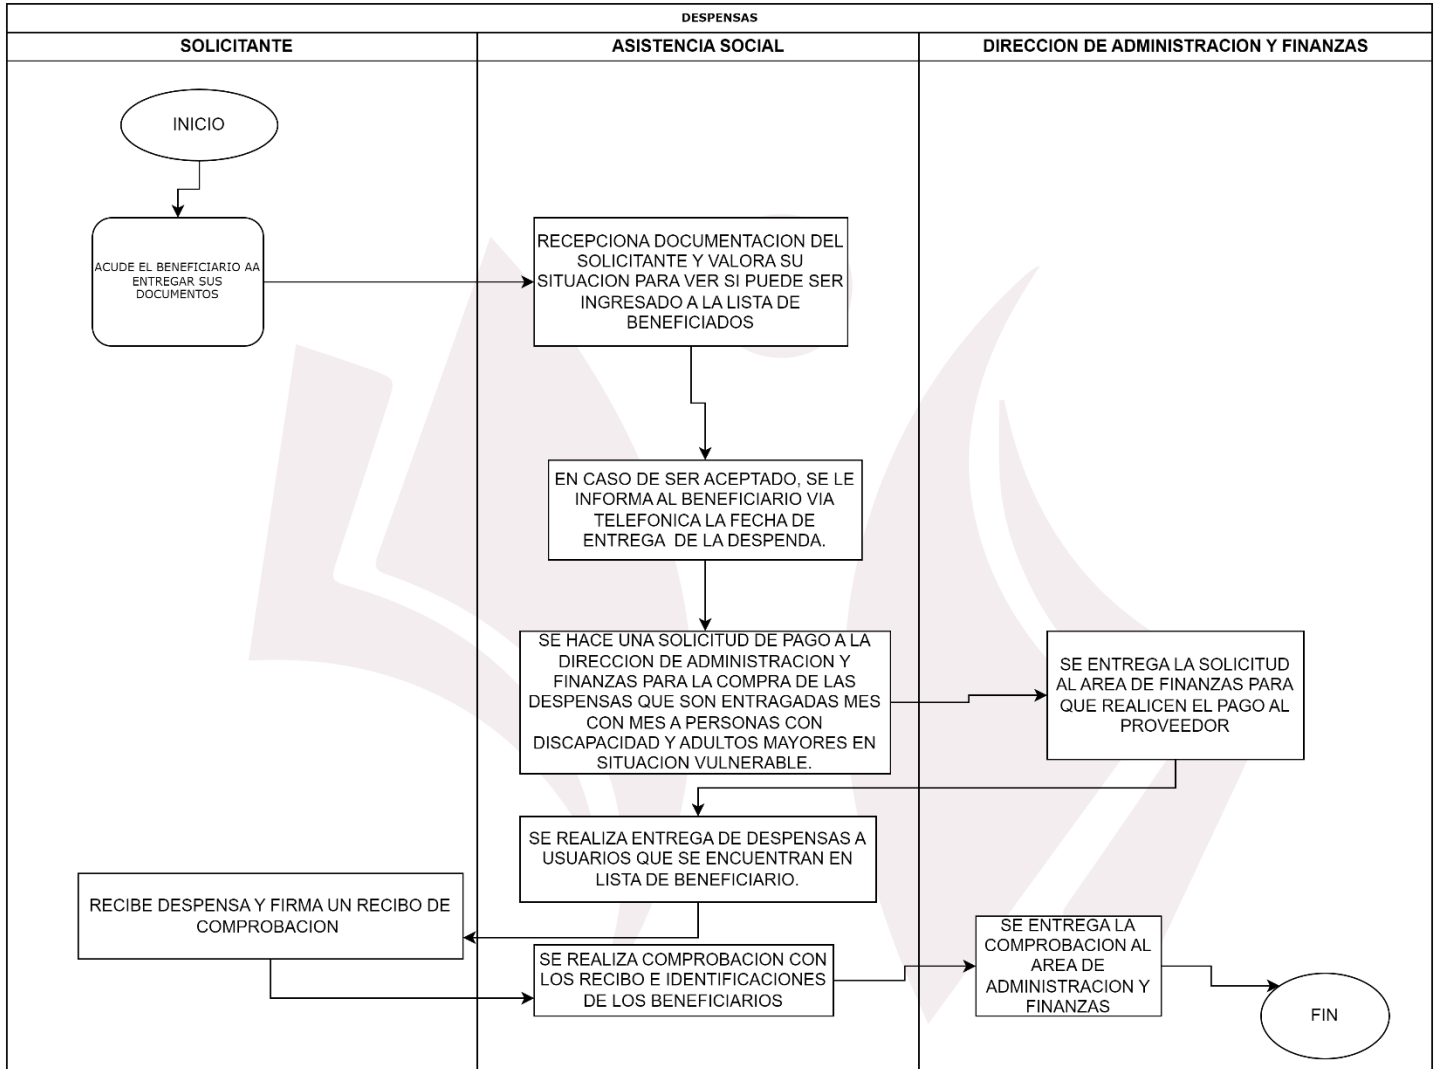 DESPENSAS
SOLICITANTE
ASISTENCIA SOCIAL
DIRECCION DE ADMINISTRACION Y FINANZAS
INICIO
ACUDE EL BENEFICIARIO AA
ENTREGAR SUS
DOCUMENTOS
RECEPCIONA DOCUMENTACION DEL
SOLICITANTE Y VALORA SU
SITUACION PARA VER SI PUEDE SER
INGRESADO A LA LISTA DE
BENEFICIADOS
EN CASO DE SER ACEPTADO, SE LE
INFORMA AL BENEFICIARIO VIA
TELEFONICA LA FECHA DE
ENTREGA DE LA DESPENDA.
SE HACE UNA SOLICITUD DE PAGO A LA
DIRECCION DE ADMINISTRACION Y
FINANZAS PARA LA COMPRA DE LAS
DESPENSAS QUE SON ENTRAGADAS MES
CON MES A PERSONAS CON
DISCAPACIDAD Y ADULTOS MAYORES EN
SITUACION VULNERABLE.
SE ENTREGA LA SOLICITUD
AL AREA DE FINANZAS PARA
QUE REALICEN EL PAGO AL
PROVEEDOR
SE REALIZA ENTREGA DE DESPENSAS A
USUARIOS QUE SE ENCUENTRAN EN
LISTA DE BENEFICIARIO.
RECIBE DESPENSA Y FIRMA UN RECIBO DE
COMPROBACION
SE REALIZA COMPROBACION CON
LOS RECIBO E IDENTIFICACIONES
DE LOS BENEFICIARIOS
SE ENTREGA LA
COMPROBACION AL
AREA DE
ADMINISTRACION Y
FINANZAS
FIN